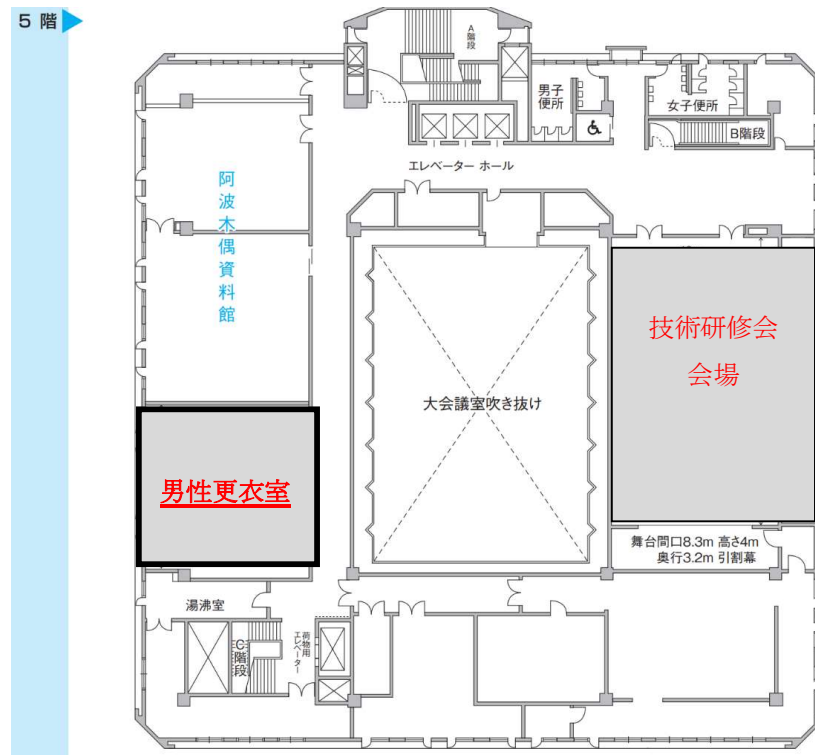 5 階
A階段
男子
便所
女子便所
B階段
エレベーター ホール
阿波木偶資料館
技術研修会
会場
大会議室吹き抜け
男性更衣室
舞台間口8.3m 高さ4m
奥行3.2m 引割幕
湯沸室
C階段
荷物用
エレベーター